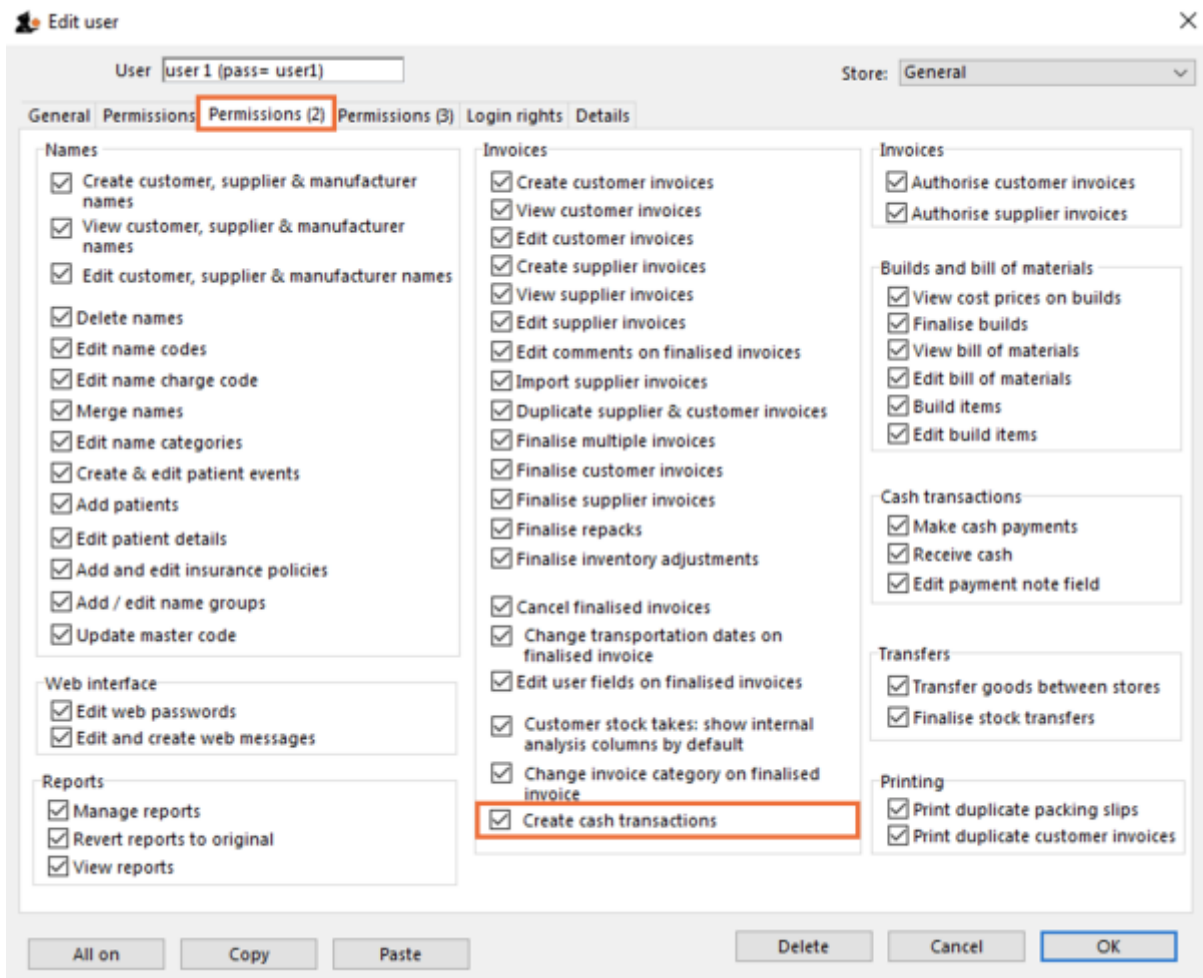 Edit user
User user 1 (pass= user1)
Store: General
General Permissions Permissions (2) Permissions (3) Login rights Details
Names
Create customer, supplier & manufacturer
names
View customer, supplier & manufacturer
names
Edit customer, supplier & manufacturer names
Delete names
Edit name codes
Edit name charge code
Merge names
Edit name categories
Create & edit patient events
Add patients
Edit patient details
Add and edit insurance policies
Add / edit name groups
Update master code
Web interface
Edit web passwords
Edit and create web messages
Reports
Manage reports
Revert reports to original
View reports
Invoices
Create customer invoices
View customer invoices
Edit customer invoices
Create supplier invoices
View supplier invoices
Edit supplier invoices
Edit comments on finalised invoices
Import supplier invoices
Duplicate supplier & customer invoices
Finalise multiple invoices
Finalise customer invoices
Finalise supplier invoices
Finalise repacks
Finalise inventory adjustments
Cancel finalised invoices
Change transportation dates on
finalised invoice
Edit user fields on finalised invoices
Customer stock takes: show internal
analysis columns by default
Change invoice category on finalised
invoice
Create cash transactions
Invoices
Authorise customer invoices
Authorise supplier invoices
Builds and bill of materials
View cost prices on builds
Finalise builds
View bill of materials
Edit bill of materials
Build items
Edit build items
Cash transactions
Make cash payments
Receive cash
Edit payment note field
Transfers
Transfer goods between stores
Finalise stock transfers
Printing
Print duplicate packing slips
Print duplicate customer invoices
All on Copy Paste Delete Cancel OK